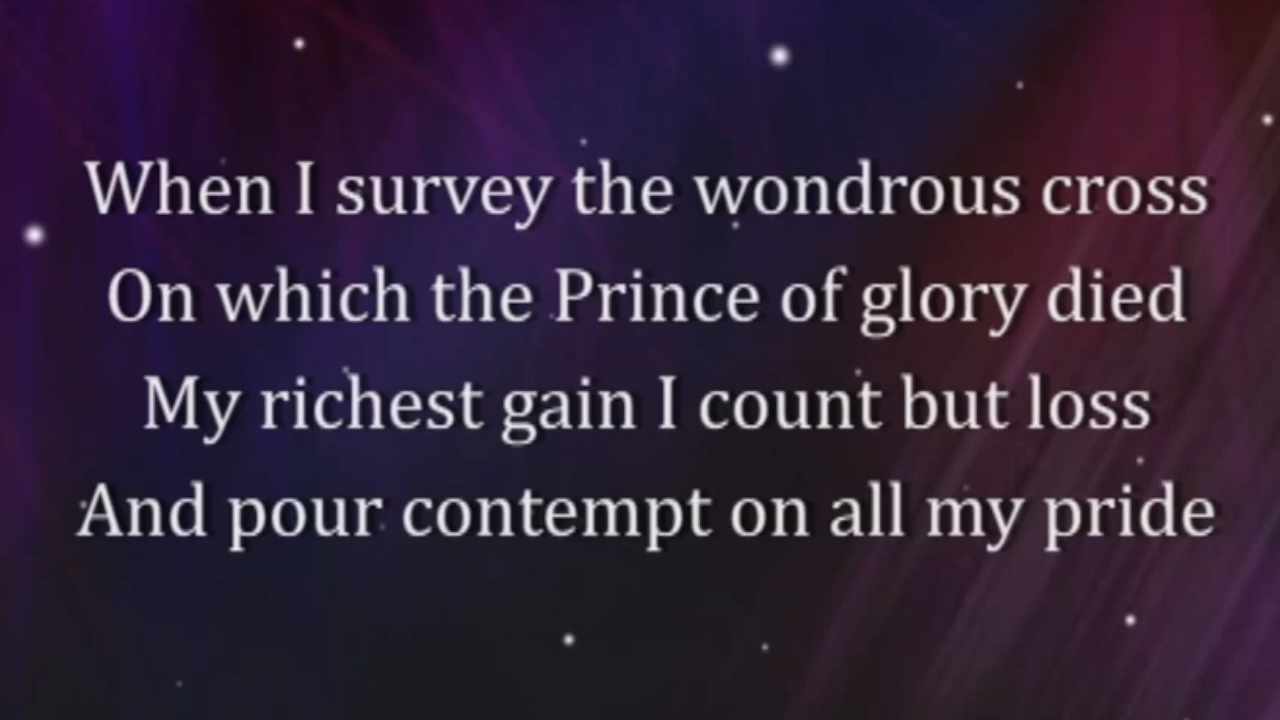 When I survey the wondrous cross
On which the Prince of glory died
My richest gain I count but loss
And pour contempt on all my pride